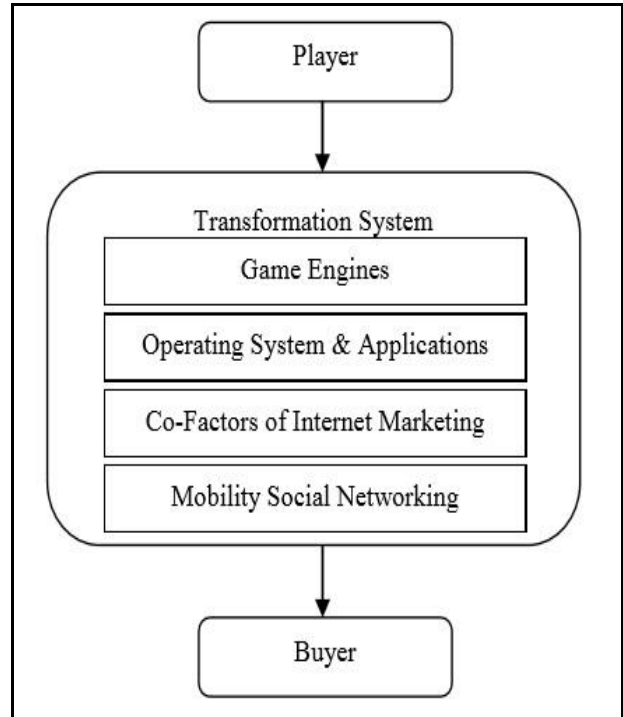 Player
Transformation System
Game Engines
Operating System & Applications
Co-Factors of Internet Marketing
Mobility Social Networking
Buyer